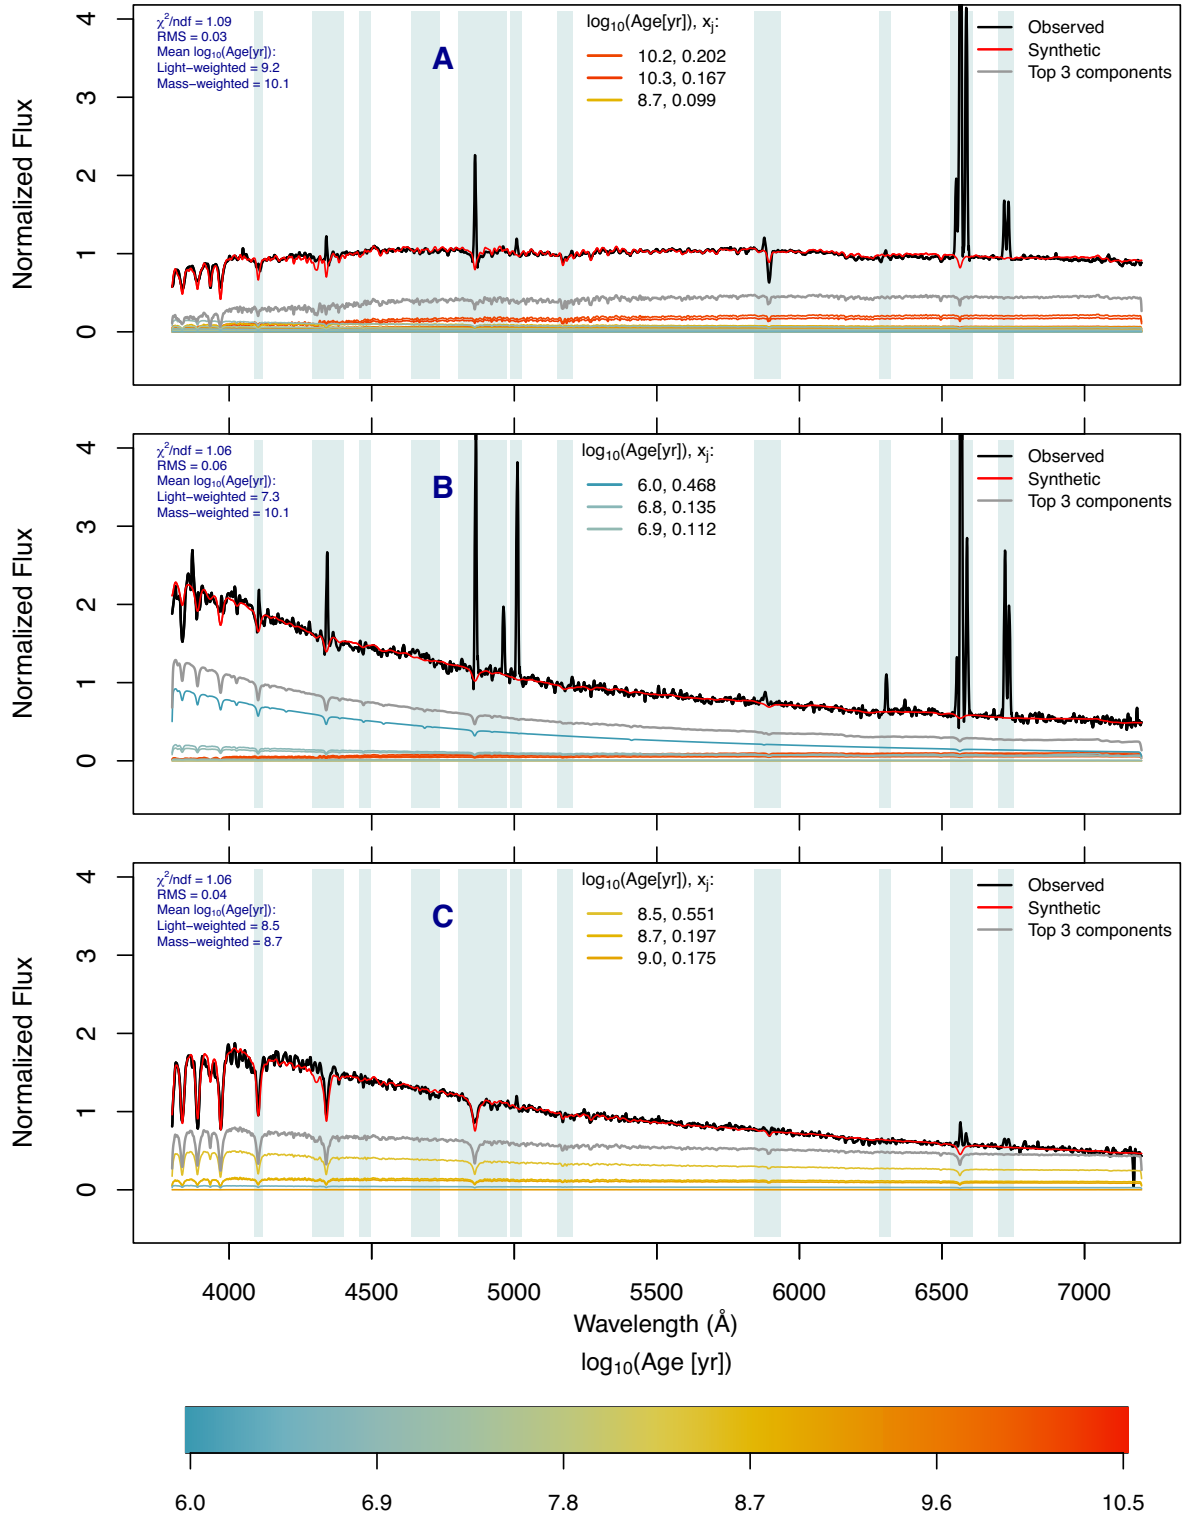 χ²/ndf = 1.09
RMS = 0.03
Mean log₁₀(Age[yr]):
Light−weighted = 9.2
Mass−weighted = 10.1
A
log₁₀(Age[yr]), xⱼ:
10.2, 0.202
10.3, 0.167
8.7, 0.099
Observed
Synthetic
Top 3 components
Normalized Flux
4
3
2
1
0
χ²/ndf = 1.06
RMS = 0.06
Mean log₁₀(Age[yr]):
Light−weighted = 7.3
Mass−weighted = 10.1
B
log₁₀(Age[yr]), xⱼ:
6.0, 0.468
6.8, 0.135
6.9, 0.112
Observed
Synthetic
Top 3 components
Normalized Flux
4
3
2
1
0
χ²/ndf = 1.06
RMS = 0.04
Mean log₁₀(Age[yr]):
Light−weighted = 8.5
Mass−weighted = 8.7
C
log₁₀(Age[yr]), xⱼ:
8.5, 0.551
8.7, 0.197
9.0, 0.175
Observed
Synthetic
Top 3 components
Normalized Flux
4
3
2
1
0
4000 4500 5000 5500 6000 6500 7000
Wavelength (Å)
log₁₀(Age [yr])
6.0 6.9 7.8 8.7 9.6 10.5